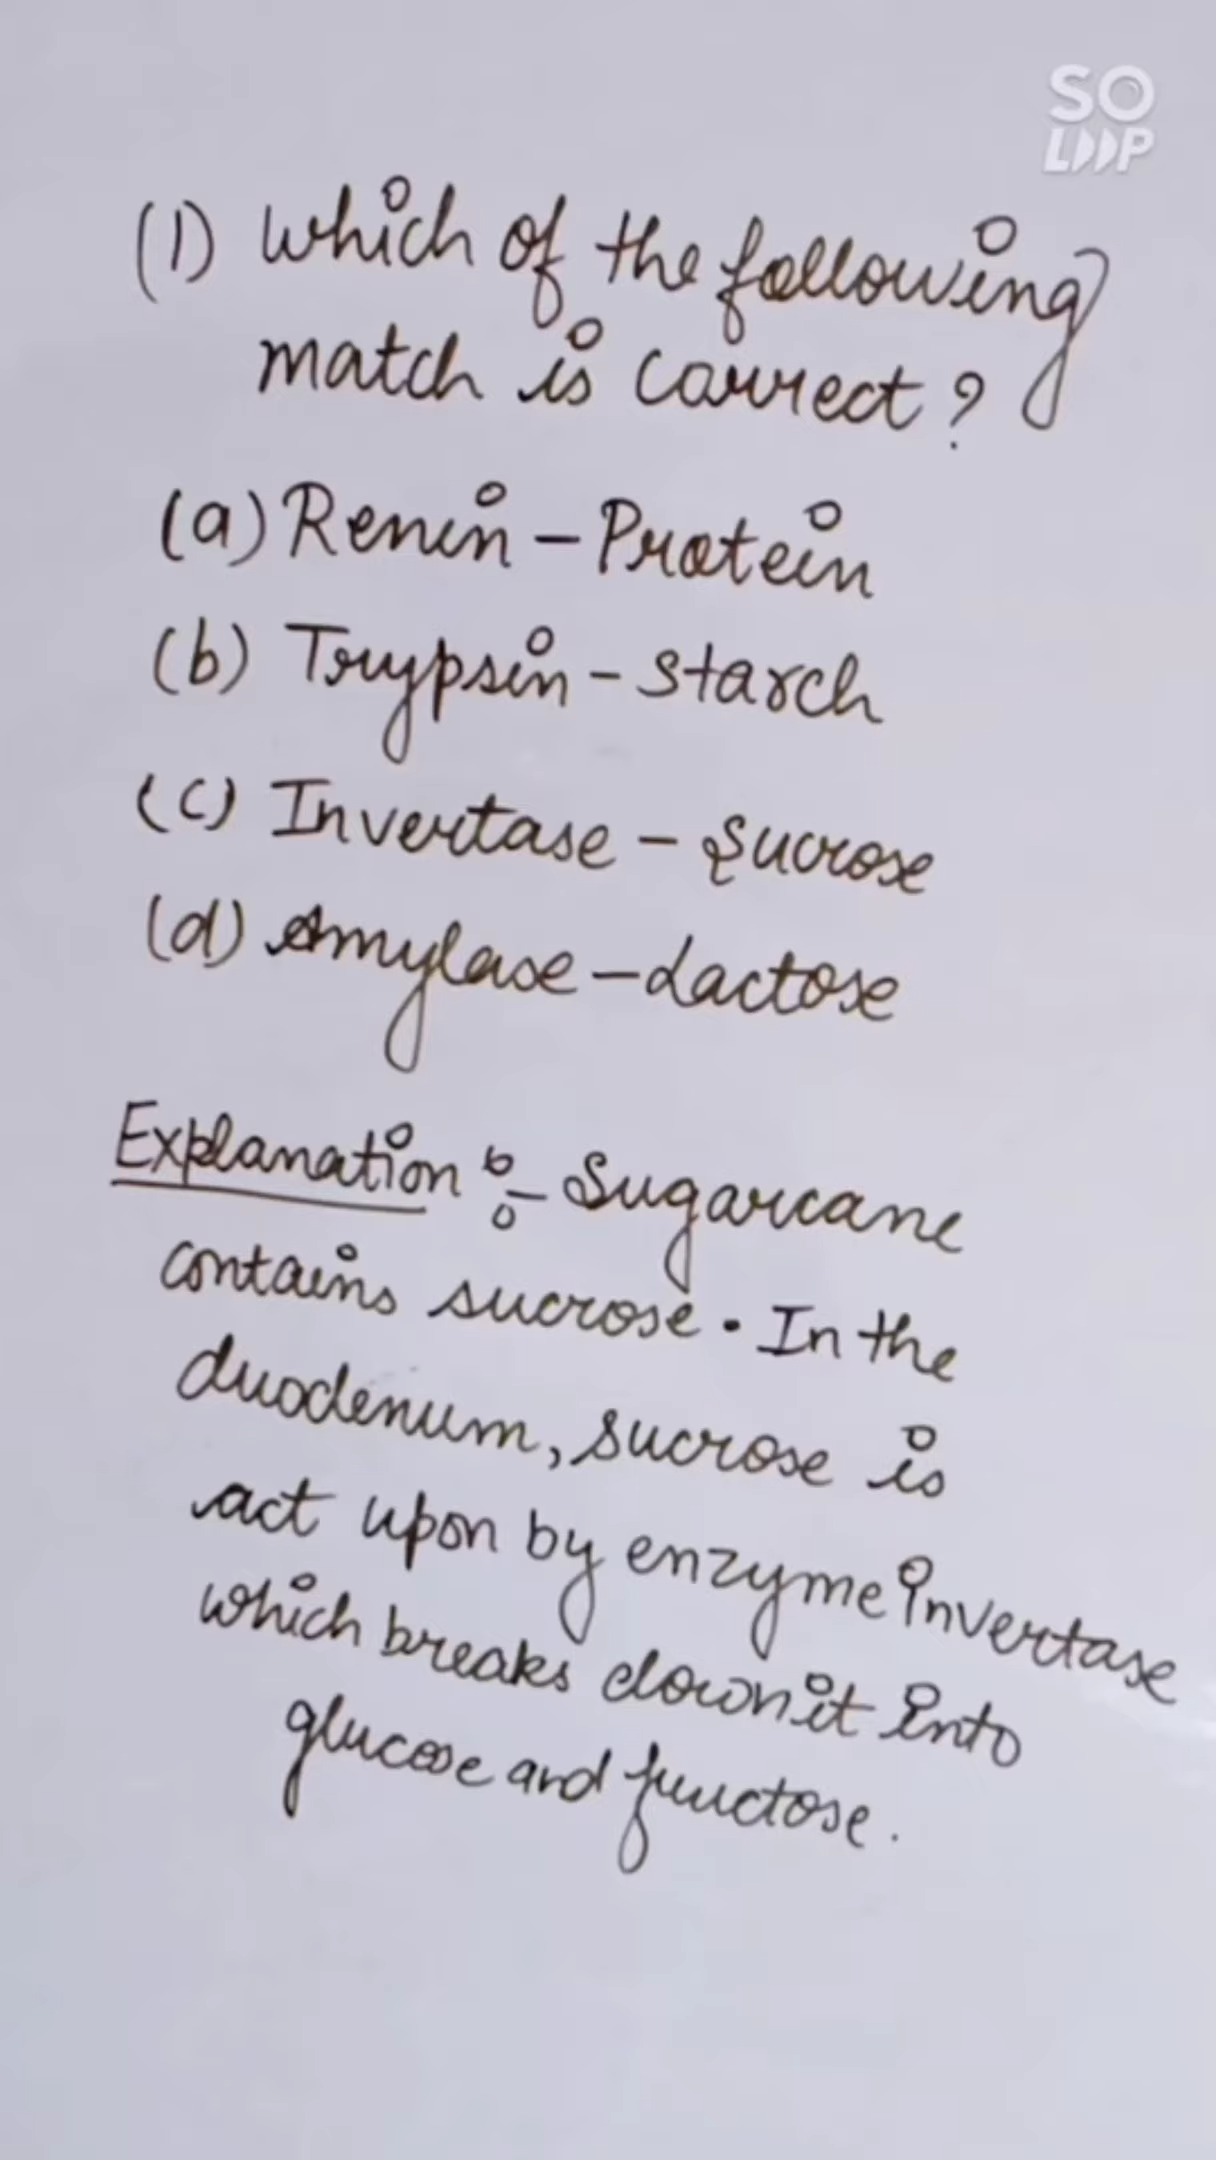 SO
LOOP
(1) which of the following
match is correct?
(a) Renin - Protein
(b) Trypsin - starch
(c) Invertase - Sucrose
(d) Amylase - Lactose
Explanation :- Sugarcane
contains sucrose. In the
duodenum, sucrose is
act upon by enzyme invertase
which breaks down it into
glucose and fructose.